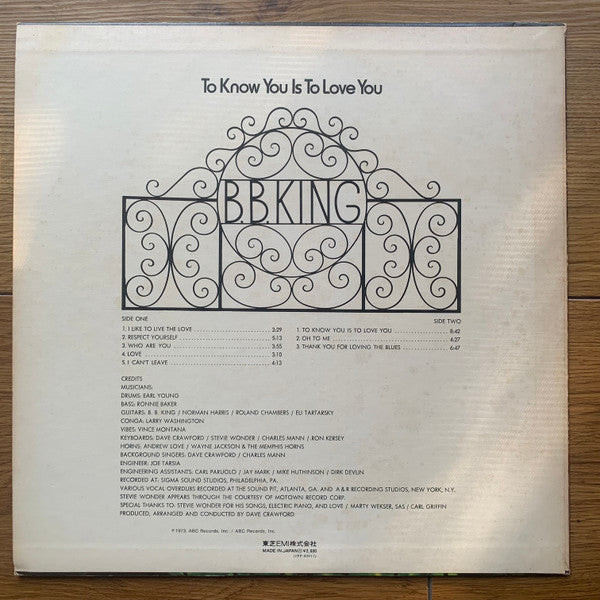 To Know You Is To Love You
B.B.KING
SIDE ONE
1. I LIKE TO LIVE THE LOVE ........................ 3:29
2. RESPECT YOURSELF ........................ 5:13
3. WHO ARE YOU ........................ 3:55
4. LOVE ........................ 3:10
5. I CAN'T LEAVE ........................ 4:13
SIDE TWO
1. TO KNOW YOU IS TO LOVE YOU ................ 8:42
2. OH TO ME ........................ 4:27
3. THANK YOU FOR LOVING THE BLUES ............ 6:47
CREDITS
MUSICIANS:
DRUMS: EARL YOUNG
BASS: RONNIE BAKER
GUITARS: B. B. KING / NORMAN HARRIS / ROLAND CHAMBERS / ELI TARTARSKY
CONGA: LARRY WASHINGTON
VIBES: VINCE MONTANA
KEYBOARDS: DAVE CRAWFORD / STEVIE WONDER / CHARLES MANN / RON KERSEY
HORNS: ANDREW LOVE / WAYNE JACKSON & THE MEMPHIS HORNS
BACKGROUND SINGERS: DAVE CRAWFORD / CHARLES MANN
ENGINEER: JOE TARSIA
ENGINEERING ASSISTANTS: CARL PARUOLO / JAY MARK / MIKE HUTHINSON / DIRK DEVLIN
RECORDED AT: SIGMA SOUND STUDIOS, PHILADELPHIA, PA.
VARIOUS VOCAL OVERDUBS RECORDED AT THE SOUND PIT, ATLANTA, GA. AND A & R RECORDING STUDIOS, NEW YORK, N.Y.
STEVIE WONDER APPEARS THROUGH THE COURTESY OF MOTOWN RECORD CORP.
SPECIAL THANKS TO: STEVIE WONDER FOR HIS SONGS, ELECTRIC PIANO, AND LOVE / MARTY WEKSER, SAS / CARL GRIFFIN
PRODUCED, ARRANGED AND CONDUCTED BY DAVE CRAWFORD
℗1973, ABC Records, Inc. / ABC Records, Inc.
東芝EMI株式会社
MADE IN JAPAN